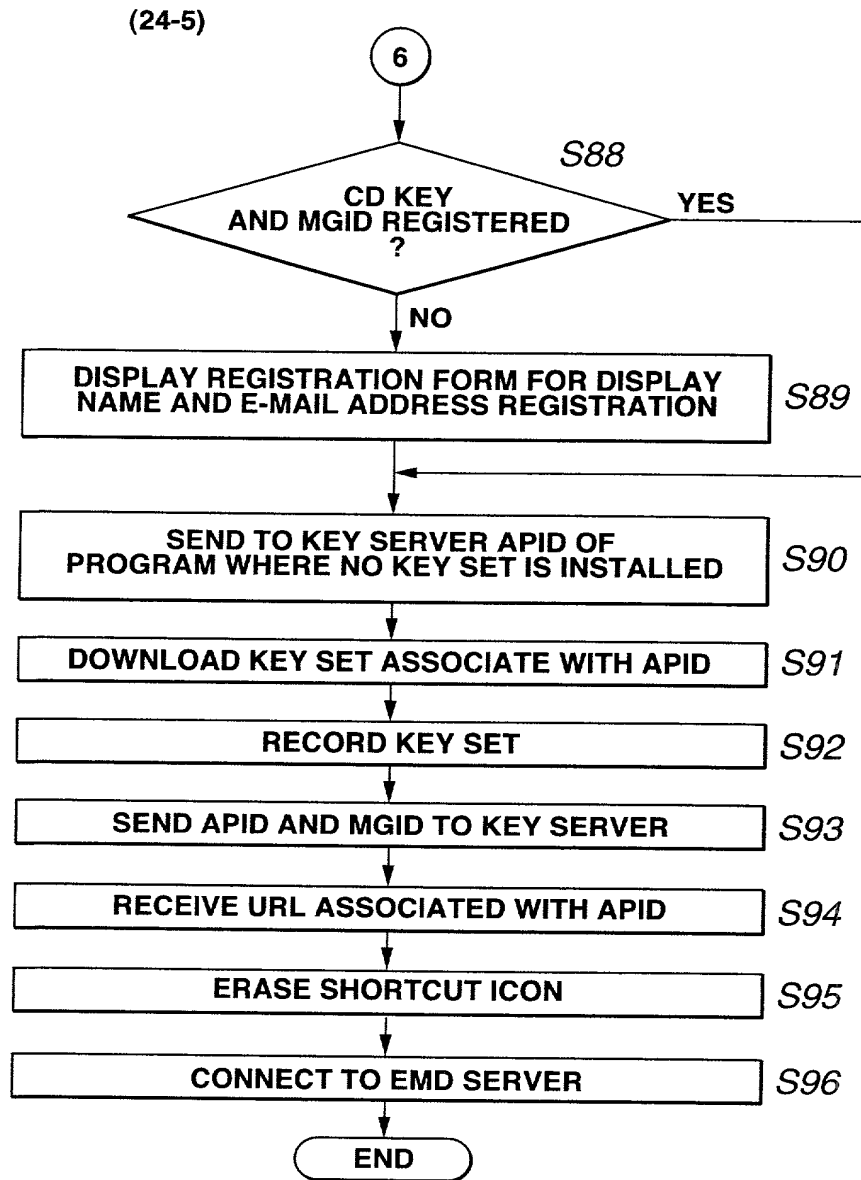 (24-5)
6
S88
CD KEY
AND MGID REGISTERED
?
YES
NO
DISPLAY REGISTRATION FORM FOR DISPLAY
NAME AND E-MAIL ADDRESS REGISTRATION
S89
SEND TO KEY SERVER APID OF
PROGRAM WHERE NO KEY SET IS INSTALLED
S90
DOWNLOAD KEY SET ASSOCIATE WITH APID
S91
RECORD KEY SET
S92
SEND APID AND MGID TO KEY SERVER
S93
RECEIVE URL ASSOCIATED WITH APID
S94
ERASE SHORTCUT ICON
S95
CONNECT TO EMD SERVER
S96
END